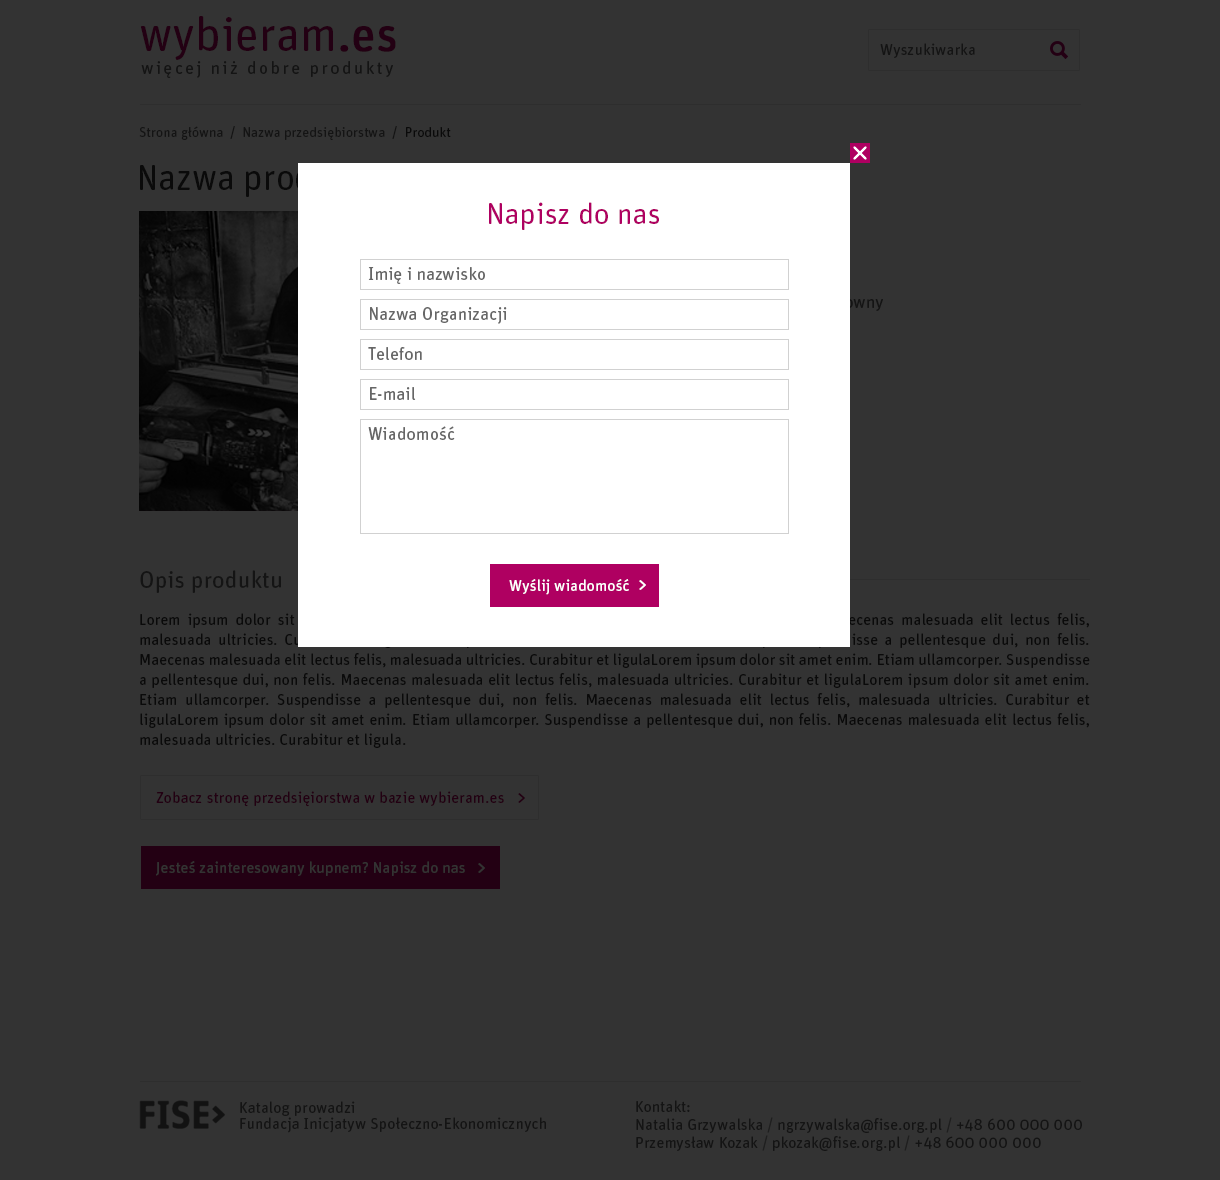 wybieram.es
więcej niż dobre produkty
Wyszukiwarka
Strona główna / Nazwa przedsiębiorstwa / Produkt
Nazwa
Napisz do nas
Imię i nazwisko
Nazwa Organizacji
Telefon
E-mail
Wiadomość
Wyślij wiadomość
Opis produktu
Lorem ipsum dolor sit malesuada elit lectus felis,
malesuada ultricies. a pellentesque dui, non felis.
Maecenas malesuada elit lectus felis, malesuada ultricies. Curabitur et ligulaLorem ipsum dolor sit amet enim. Etiam ullamcorper. Suspendisse
a pellentesque dui, non felis. Maecenas malesuada elit lectus felis, malesuada ultricies. Curabitur et ligulaLorem ipsum dolor sit amet enim.
Etiam ullamcorper. Suspendisse a pellentesque dui, non felis. Maecenas malesuada elit lectus felis, malesuada ultricies. Curabitur et
ligulaLorem ipsum dolor sit amet enim. Etiam ullamcorper. Suspendisse a pellentesque dui, non felis. Maecenas malesuada elit lectus felis,
malesuada ultricies. Curabitur et ligula.
Zobacz stronę przedsięiorstwa w bazie wybieram.es
Jesteś zainteresowany kupnem? Napisz do nas
FISE
Katalog prowadzi
Fundacja Inicjatyw Społeczno-Ekonomicznych
Kontakt:
Natalia Grzywalska / ngrzywalska@fise.org.pl / +48 600 000 000
Przemysław Kozak / pkozak@fise.org.pl / +48 600 000 000